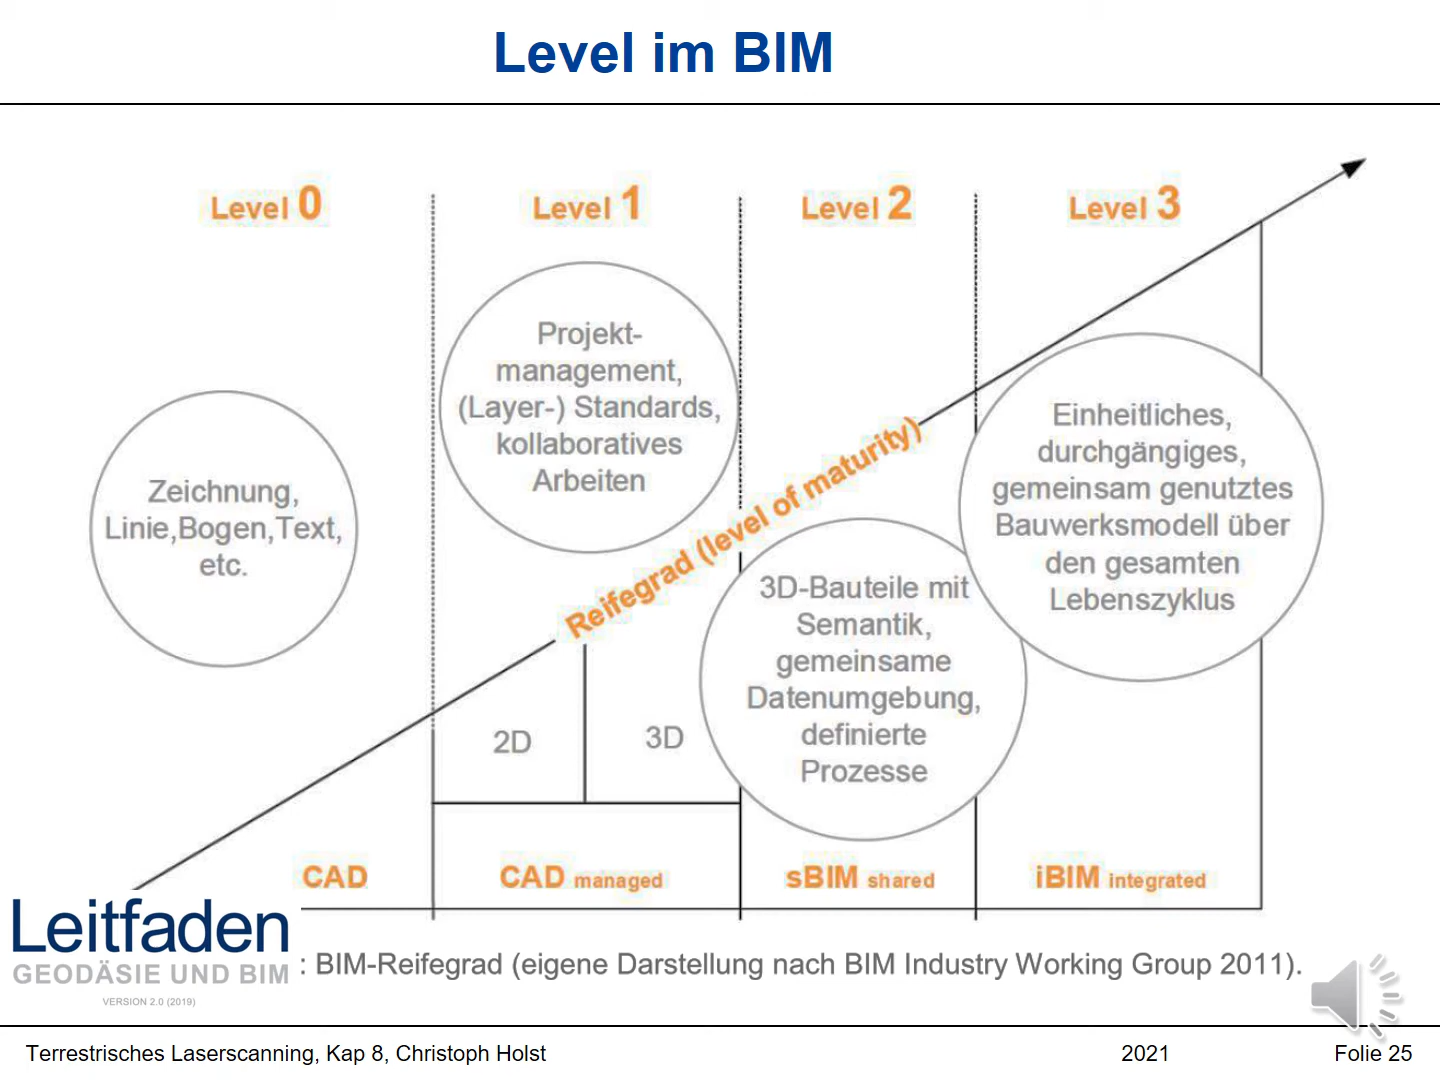 Level im BIM
Level 0
Level 1
Level 2
Level 3
Zeichnung,
Linie,Bogen,Text,
etc.
Projekt-
management,
(Layer-) Standards,
kollaboratives
Arbeiten
Reifegrad (level of maturity)
3D-Bauteile mit
Semantik,
gemeinsame
Datenumgebung,
definierte
Prozesse
Einheitliches,
durchgängiges,
gemeinsam genutztes
Bauwerksmodell über
den gesamten
Lebenszyklus
2D
3D
CAD
CAD managed
sBIM shared
iBIM integrated
Leitfaden
GEODÄSIE UND BIM
VERSION 2.0 (2019)
: BIM-Reifegrad (eigene Darstellung nach BIM Industry Working Group 2011).
Terrestrisches Laserscanning, Kap 8, Christoph Holst
2021
Folie 25